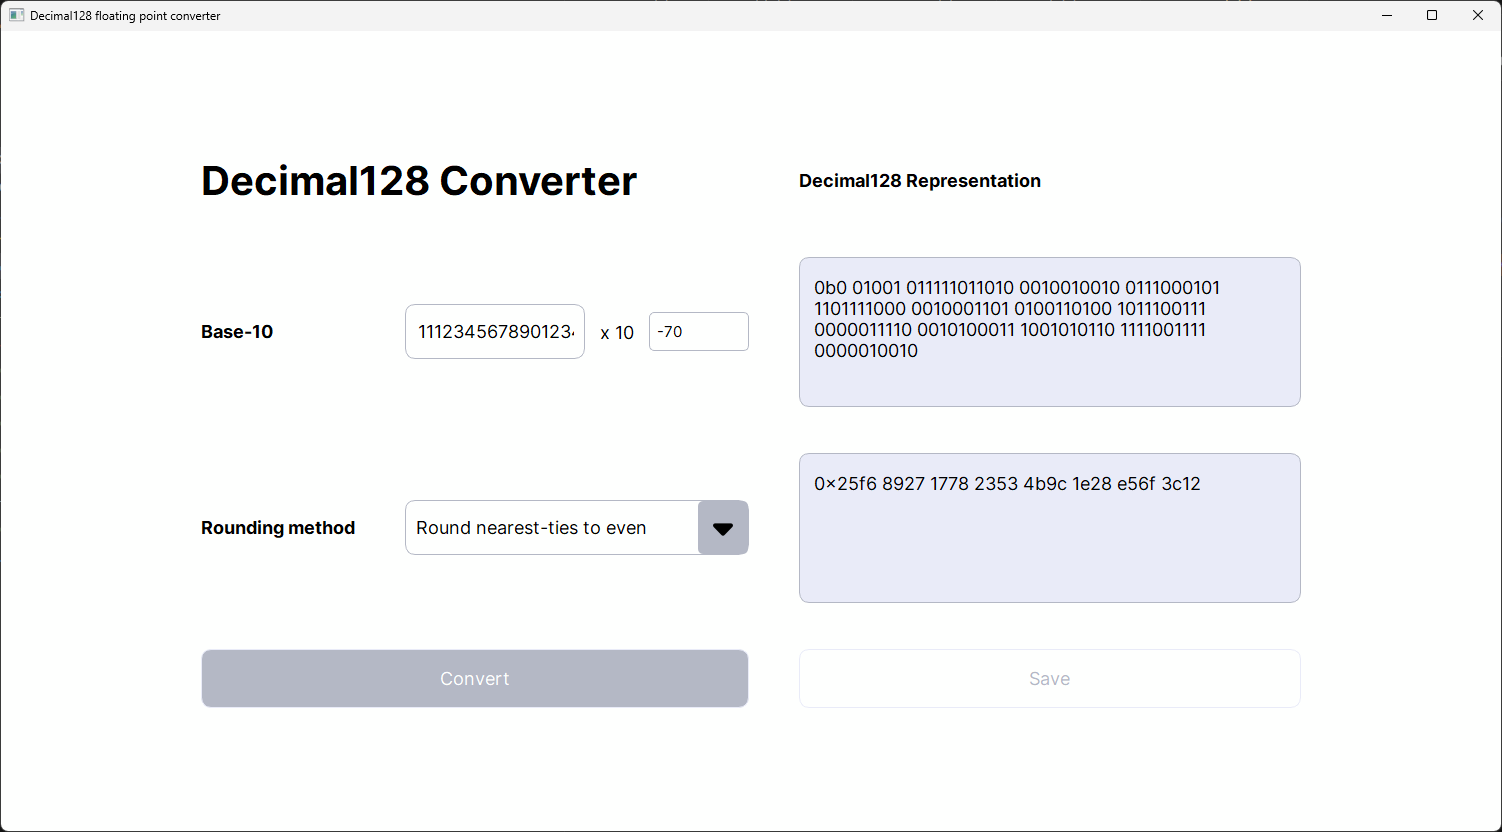 Decimal128 floating point converter
Decimal128 Converter
Decimal128 Representation
Base-10
111234567890123
x 10
-70
0b0 01001 011111011010 0010010010 0111000101
1101111000 0010001101 0100110100 1011100111
0000011110 0010100011 1001010110 1111001111
0000010010
Rounding method
Round nearest-ties to even
0×25f6 8927 1778 2353 4b9c 1e28 e56f 3c12
Convert
Save